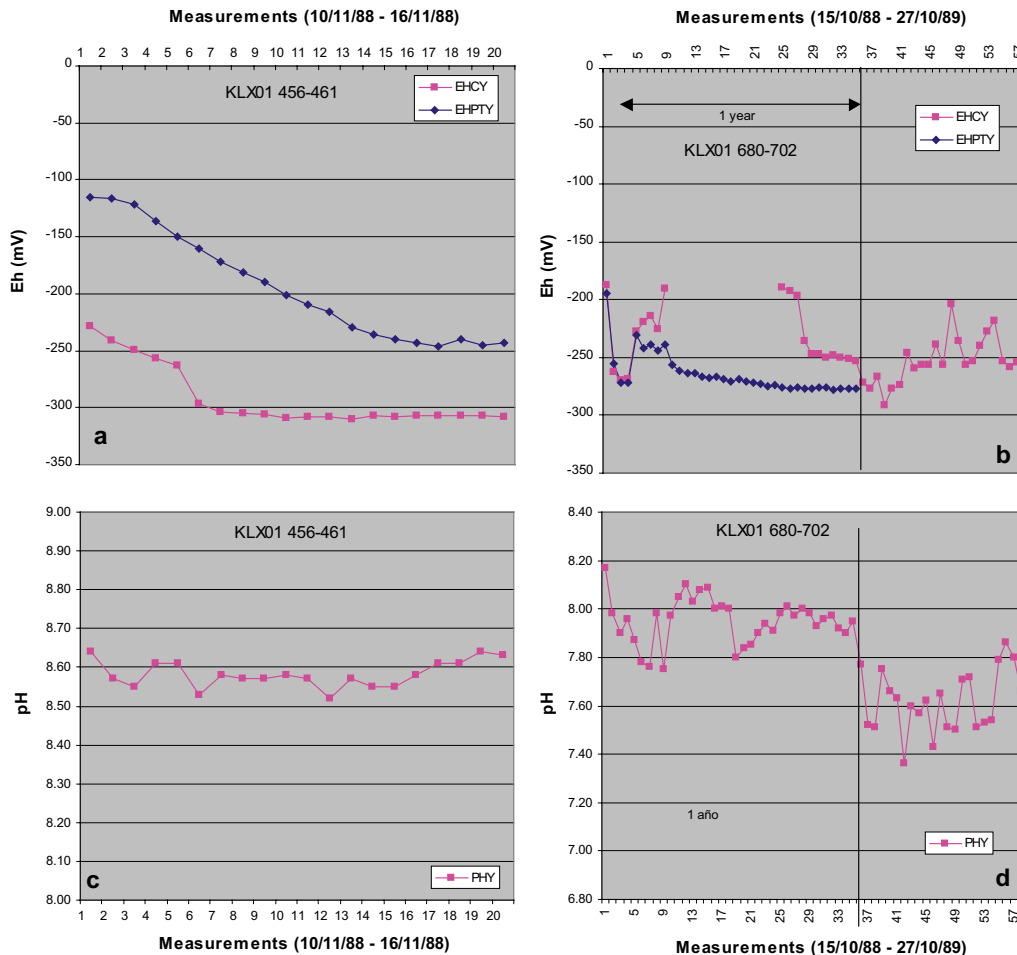 Measurements (10/11/88 - 16/11/88)
1 2 3 4 5 6 7 8 9 10 11 12 13 14 15 16 17 18 19 20
0
-50
-100
-150
-200
-250
-300
-350
Eh (mV)
KLX01 456-461
EHCY
EHPTY
a
Measurements (15/10/88 - 27/10/89)
1 5 9 13 17 21 25 29 33 37 41 45 49 53 57
0
-50
-100
-150
-200
-250
-300
-350
Eh (mV)
1 year
KLX01 680-702
EHCY
EHPTY
b
9.00
8.90
8.80
8.70
8.60
8.50
8.40
8.30
8.20
8.10
8.00
pH
KLX01 456-461
PHY
c
1 2 3 4 5 6 7 8 9 10 11 12 13 14 15 16 17 18 19 20
Measurements (10/11/88 - 16/11/88)
8.40
8.20
8.00
7.80
7.60
7.40
7.20
7.00
6.80
pH
KLX01 680-702
1 año
PHY
d
1 5 9 13 17 21 25 29 33 37 41 45 49 53 57
Measurements (15/10/88 - 27/10/89)